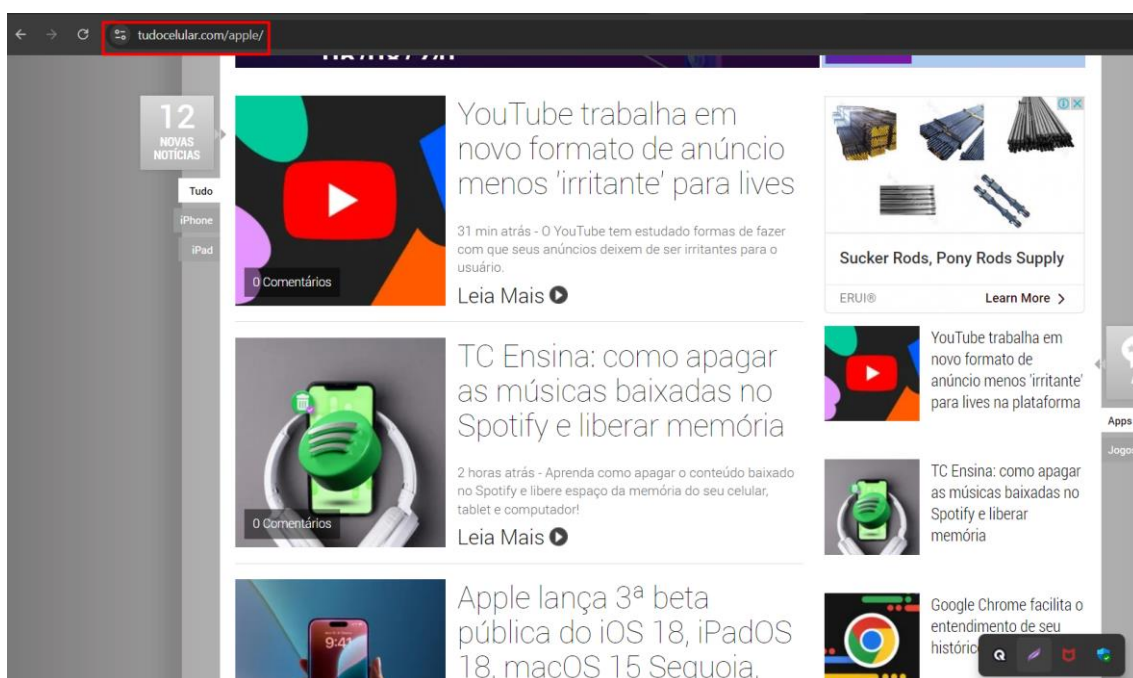 tudocelular.com/apple/
12
NOVAS
NOTÍCIAS
Tudo
iPhone
iPad
YouTube trabalha em
novo formato de anúncio
menos 'irritante' para lives
31 min atrás - O YouTube tem estudado formas de fazer
com que seus anúncios deixem de ser irritantes para o
usuário.
Leia Mais
0 Comentários
TC Ensina: como apagar
as músicas baixadas no
Spotify e liberar memória
2 horas atrás - Aprenda como apagar o conteúdo baixado
no Spotify e libere espaço da memória do seu celular,
tablet e computador!
Leia Mais
0 Comentários
9:41
Apple lança 3ª beta
pública do iOS 18, iPadOS
18, macOS 15 Sequoia,
Sucker Rods, Pony Rods Supply
ERUI®
Learn More
YouTube trabalha em
novo formato de
anúncio menos 'irritante'
para lives na plataforma
TC Ensina: como apagar
as músicas baixadas no
Spotify e liberar
memória
Google Chrome facilita o
entendimento de seu
Apps